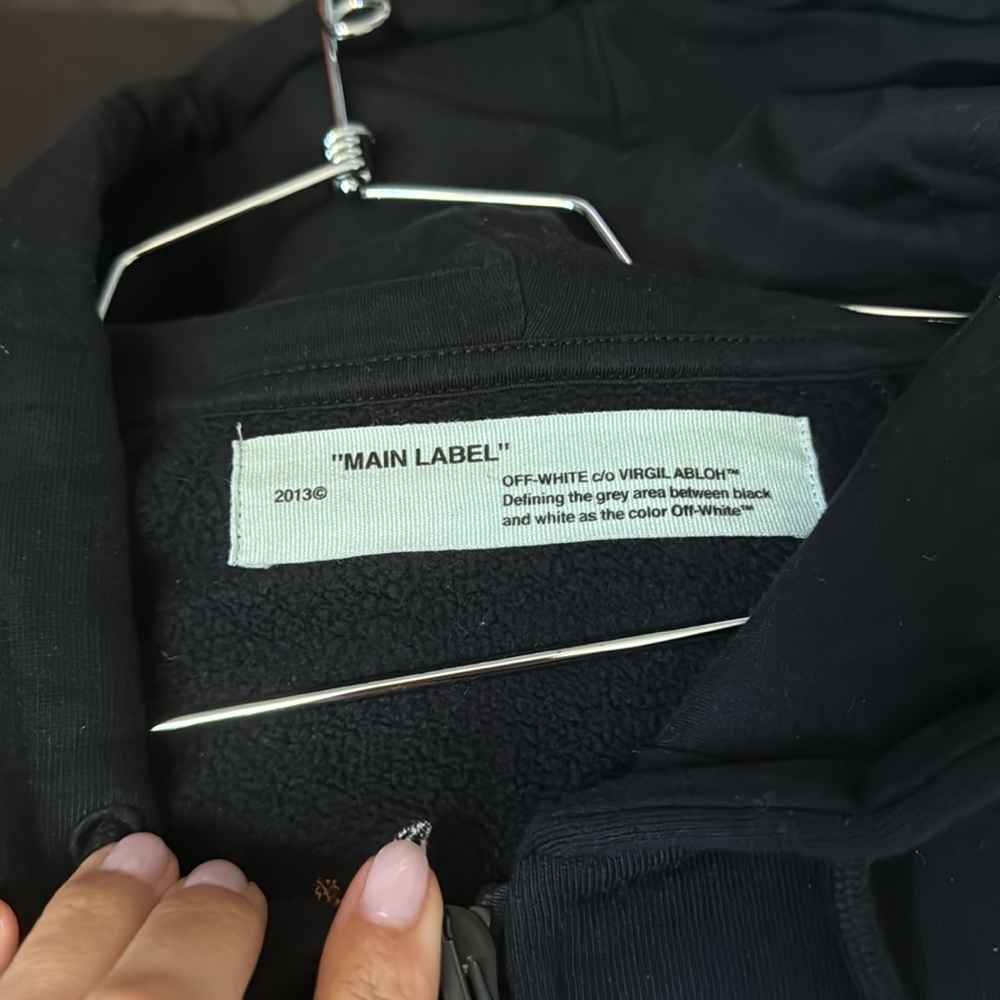 "MAIN LABEL"
2013©
OFF-WHITE c/o VIRGIL ABLOH™
Defining the grey area between black
and white as the color Off-White™